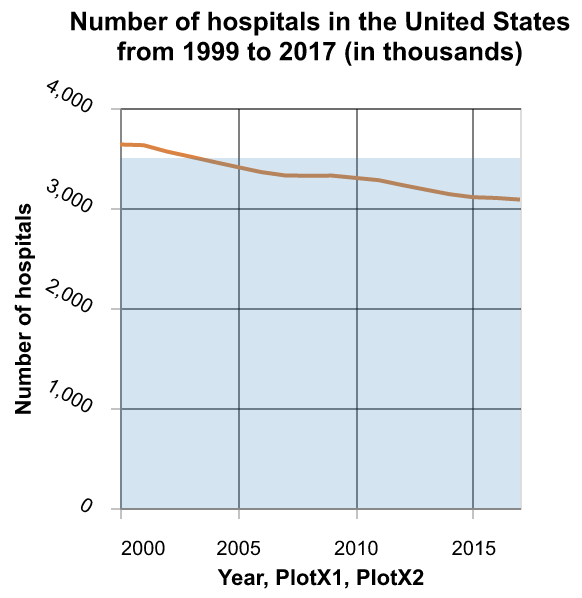 Number of hospitals in the United States
from 1999 to 2017 (in thousands)
4,000
3,000
2,000
1,000
0
Number of hospitals
2000 2005 2010 2015
Year, PlotX1, PlotX2